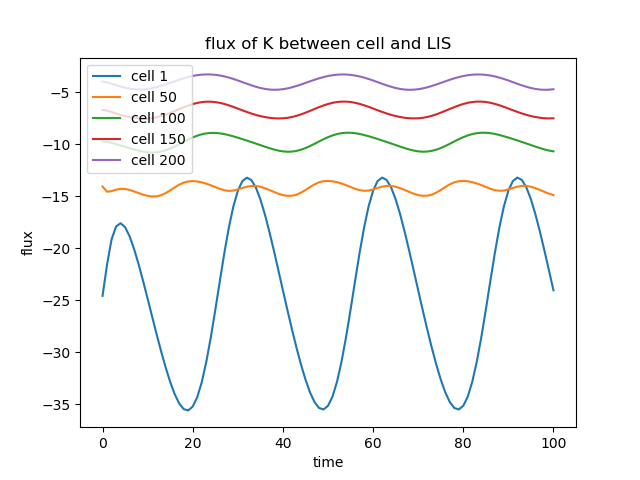 flux of K between cell and LIS
cell 1
cell 50
cell 100
cell 150
cell 200
flux
−5
−10
−15
−20
−25
−30
−35
0 20 40 60 80 100
time